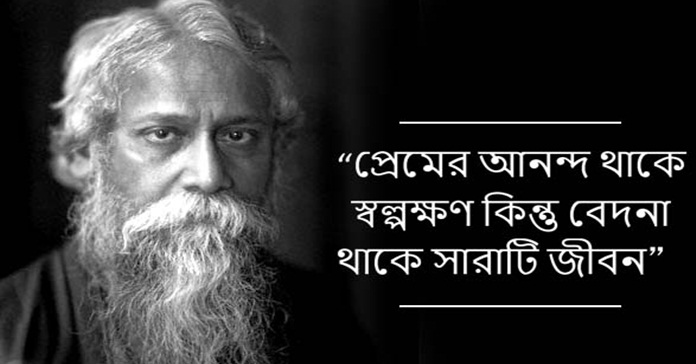 “প্রেমের আনন্দ থাকে
স্বল্পক্ষণ কিন্তু বেদনা
থাকে সারাটি জীবন”